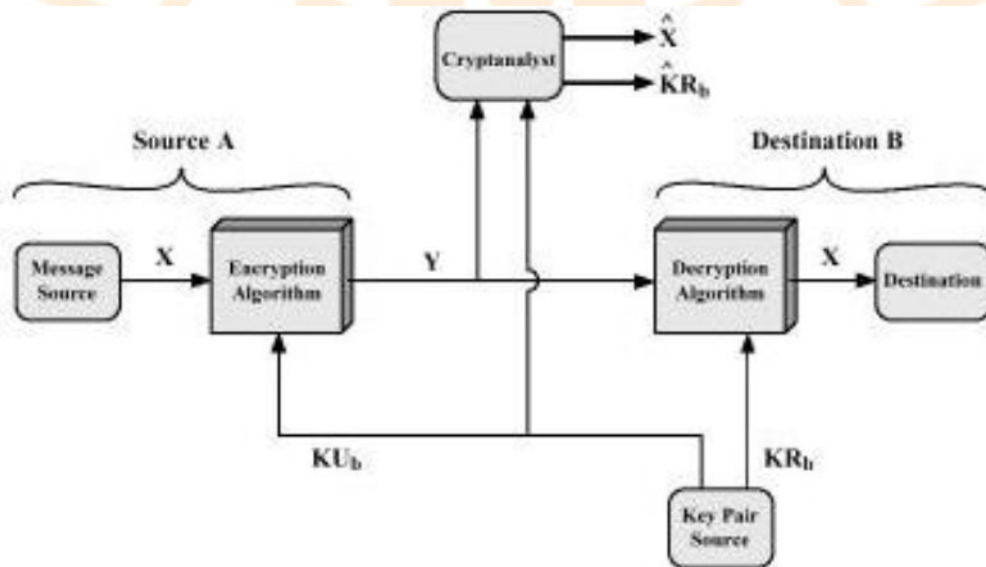 X̂
Cryptanalyst
K̂R_b
Source A
Destination B
Message
Source
X
Encryption
Algorithm
Y
Decryption
Algorithm
X
Destination
KU_b
KR_b
Key Pair
Source